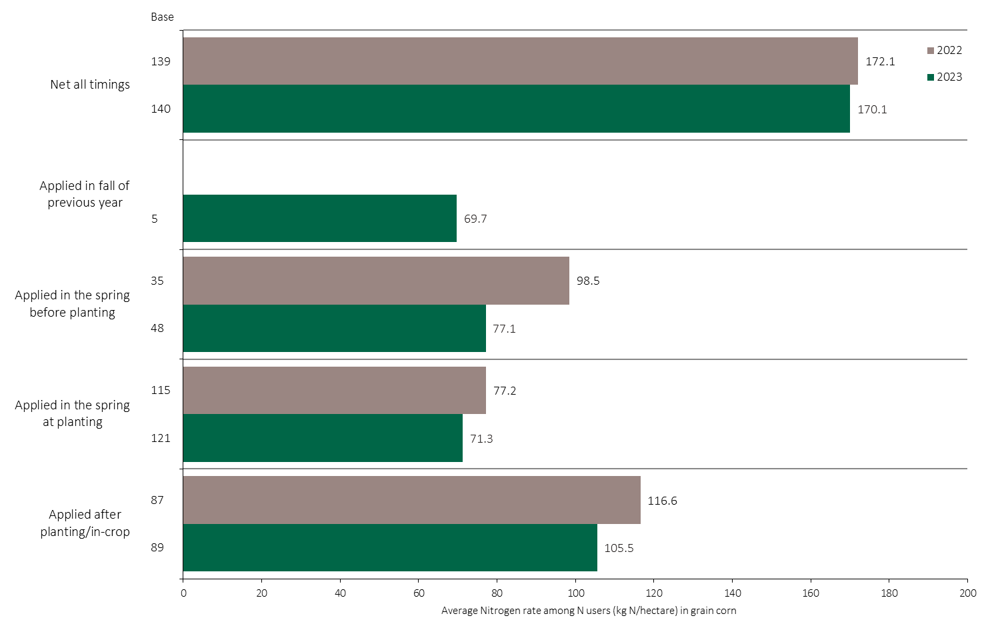 Base
139
172.1
2022
2023
Net all timings
140
170.1
Applied in fall of
previous year
5
69.7
35
98.5
Applied in the spring
before planting
48
77.1
115
77.2
Applied in the spring
at planting
121
71.3
87
116.6
Applied after
planting/in-crop
89
105.5
0 20 40 60 80 100 120 140 160 180 200
Average Nitrogen rate among N users (kg N/hectare) in grain corn